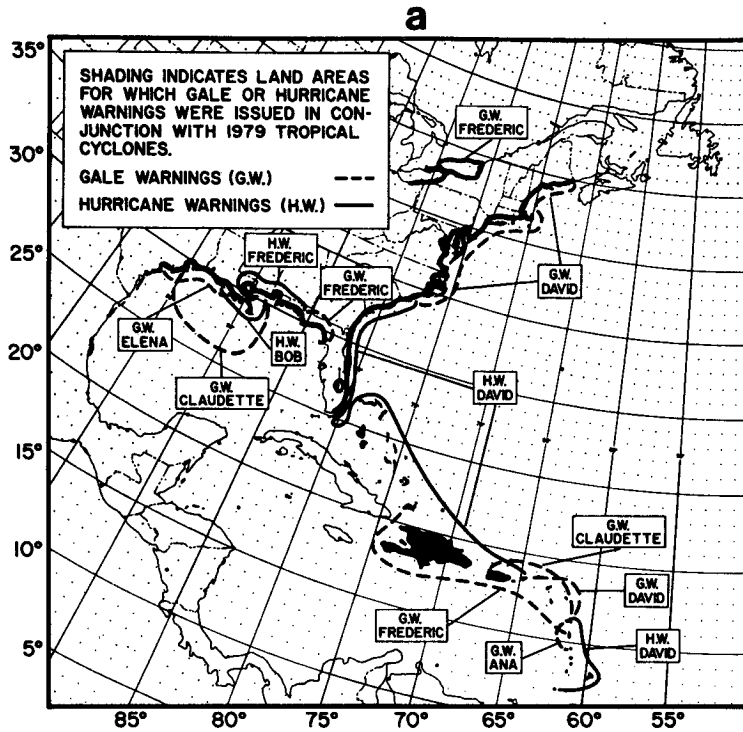 a
35°
30°
25°
20°
15°
10°
5°
SHADING INDICATES LAND AREAS
FOR WHICH GALE OR HURRICANE
WARNINGS WERE ISSUED IN CON-
JUNCTION WITH 1979 TROPICAL
CYCLONES.
GALE WARNINGS (G.W.)
HURRICANE WARNINGS (H.W.)
G.W.
FREDERIC
H.W.
FREDERIC
G.W.
FREDERIC
G.W.
DAVID
G.W.
ELENA
H.W.
BOB
G.W.
CLAUDETTE
H.W.
DAVID
G.W.
CLAUDETTE
G.W.
DAVID
G.W.
FREDERIC
G.W.
ANA
H.W.
DAVID
85° 80° 75° 70° 65° 60° 55°